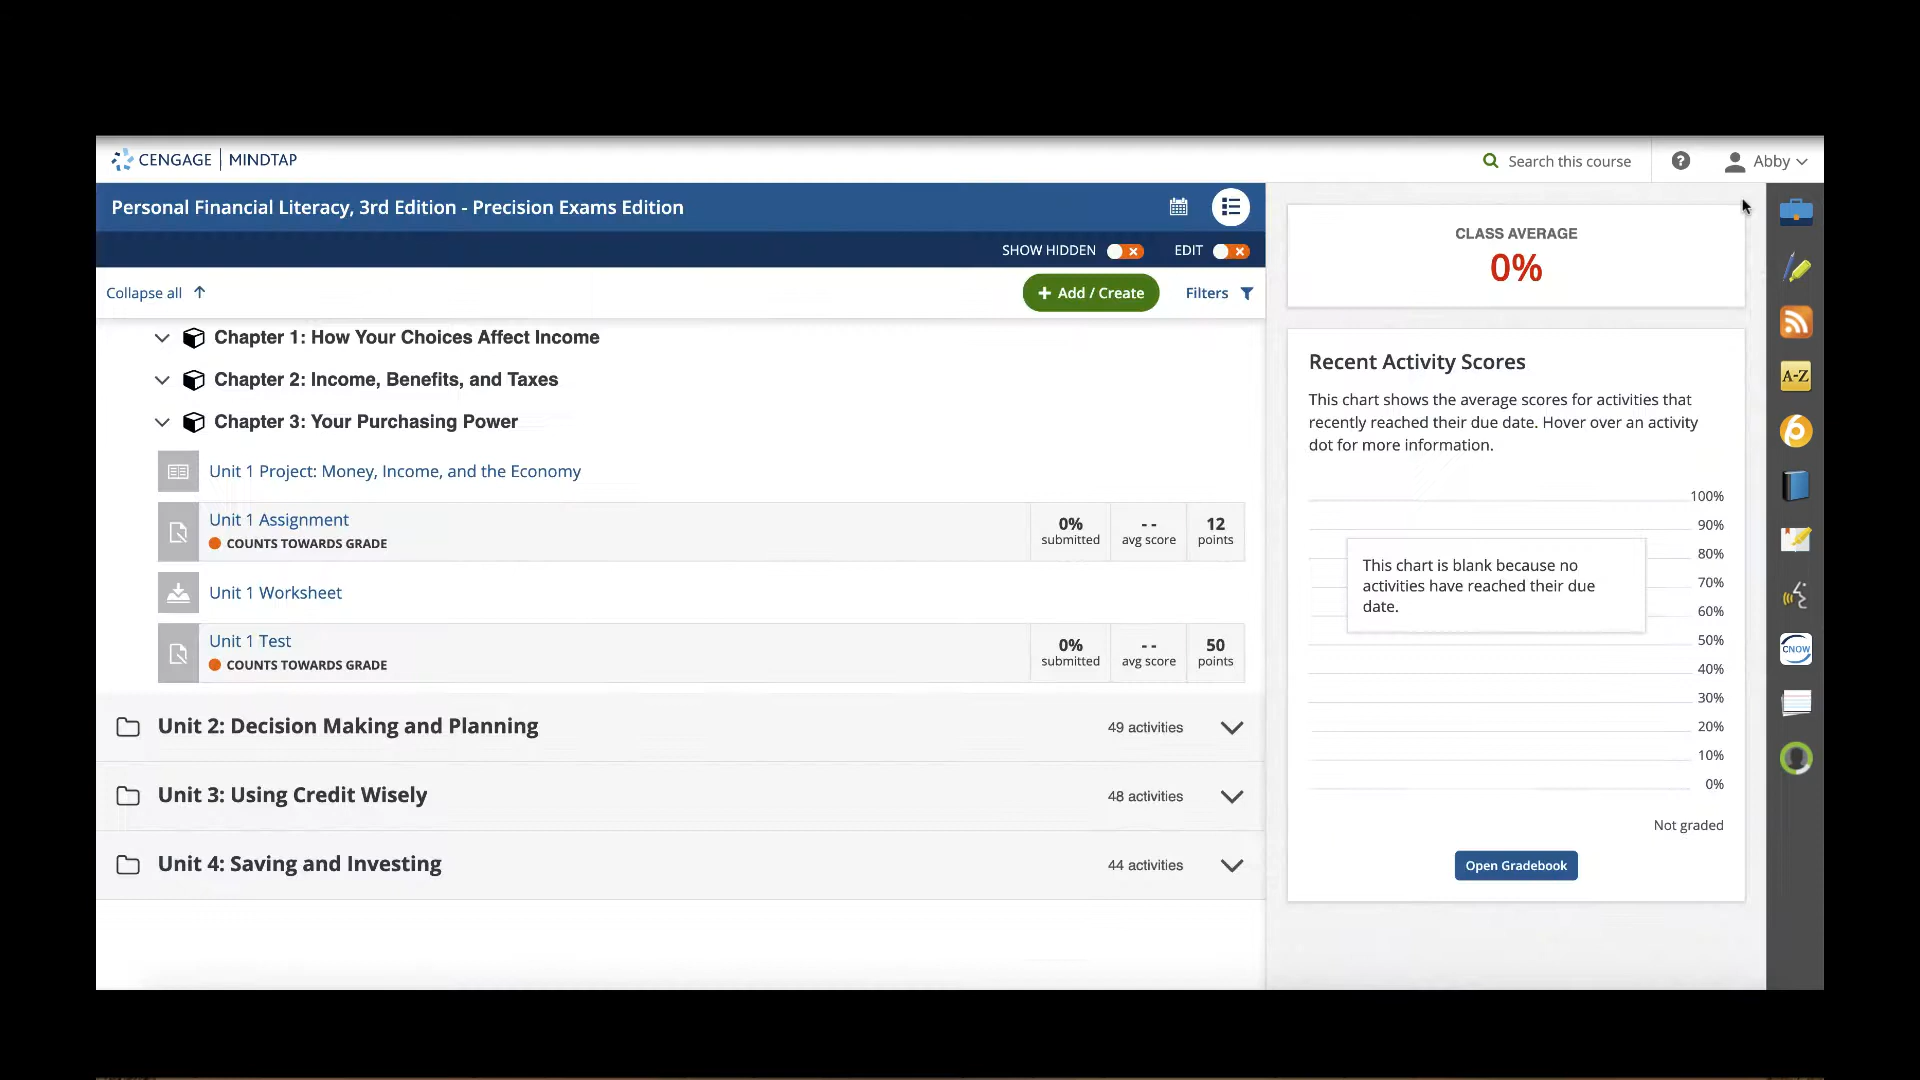 CENGAGE | MINDTAP
Search this course
?
Abby
Personal Financial Literacy, 3rd Edition - Precision Exams Edition
SHOW HIDDEN
EDIT
Collapse all
+ Add / Create
Filters
Chapter 1: How Your Choices Affect Income
Chapter 2: Income, Benefits, and Taxes
Chapter 3: Your Purchasing Power
Unit 1 Project: Money, Income, and the Economy
Unit 1 Assignment
COUNTS TOWARDS GRADE
0%
submitted
- -
avg score
12
points
Unit 1 Worksheet
Unit 1 Test
COUNTS TOWARDS GRADE
0%
submitted
- -
avg score
50
points
Unit 2: Decision Making and Planning
49 activities
Unit 3: Using Credit Wisely
48 activities
Unit 4: Saving and Investing
44 activities
CLASS AVERAGE
0%
Recent Activity Scores
This chart shows the average scores for activities that
recently reached their due date. Hover over an activity
dot for more information.
100%
90%
80%
70%
60%
50%
40%
30%
20%
10%
0%
This chart is blank because no
activities have reached their due
date.
Not graded
Open Gradebook
A-Z
CNOW